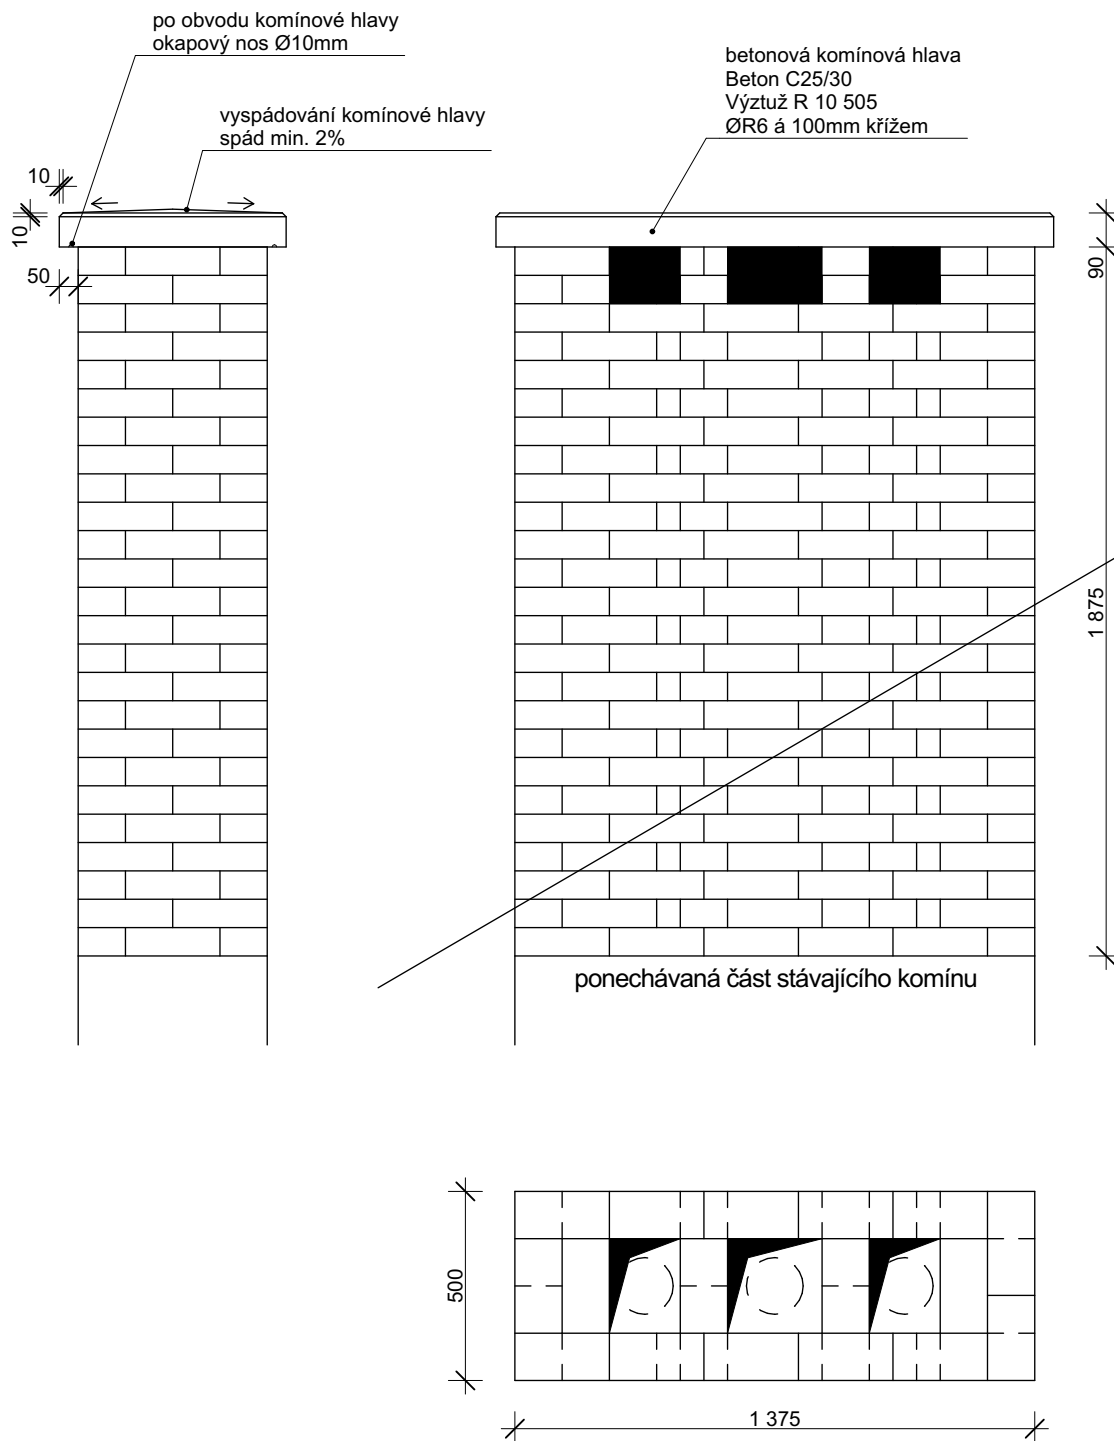 po obvodu komínové hlavy
okapový nos Ø10mm
vyspádování komínové hlavy
spád min. 2%
betonová komínová hlava
Beton C25/30
Výztuž R 10 505
ØR6 á 100mm křížem
10
10
50
90
1 875
ponechávaná část stávajícího komínu
500
1 375